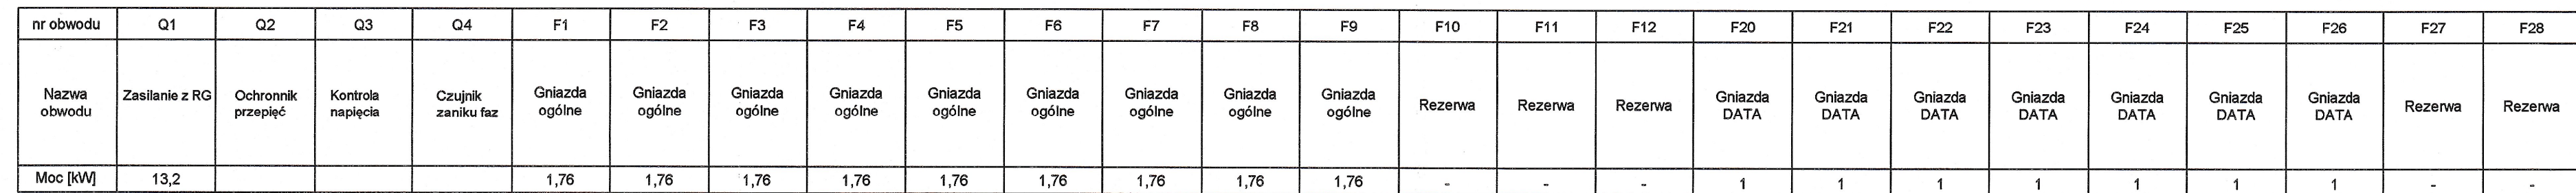 nr obwodu Q1 Q2 Q3 Q4 F1 F2 F3 F4 F5 F6 F7 F8 F9 F10 F11 F12 F20 F21 F22 F23 F24 F25 F26 F27 F28
Nazwa obwodu Zasilanie z RG Ochronnik przepięć Kontrola napięcia Czujnik zaniku faz Gniazda ogólne Gniazda ogólne Gniazda ogólne Gniazda ogólne Gniazda ogólne Gniazda ogólne Gniazda ogólne Gniazda ogólne Gniazda ogólne Rezerwa Rezerwa Rezerwa Gniazda DATA Gniazda DATA Gniazda DATA Gniazda DATA Gniazda DATA Gniazda DATA Gniazda DATA Rezerwa Rezerwa
Moc [kW] 13,2 1,76 1,76 1,76 1,76 1,76 1,76 1,76 1,76 1,76 - - - 1 1 1 1 1 1 1 - -